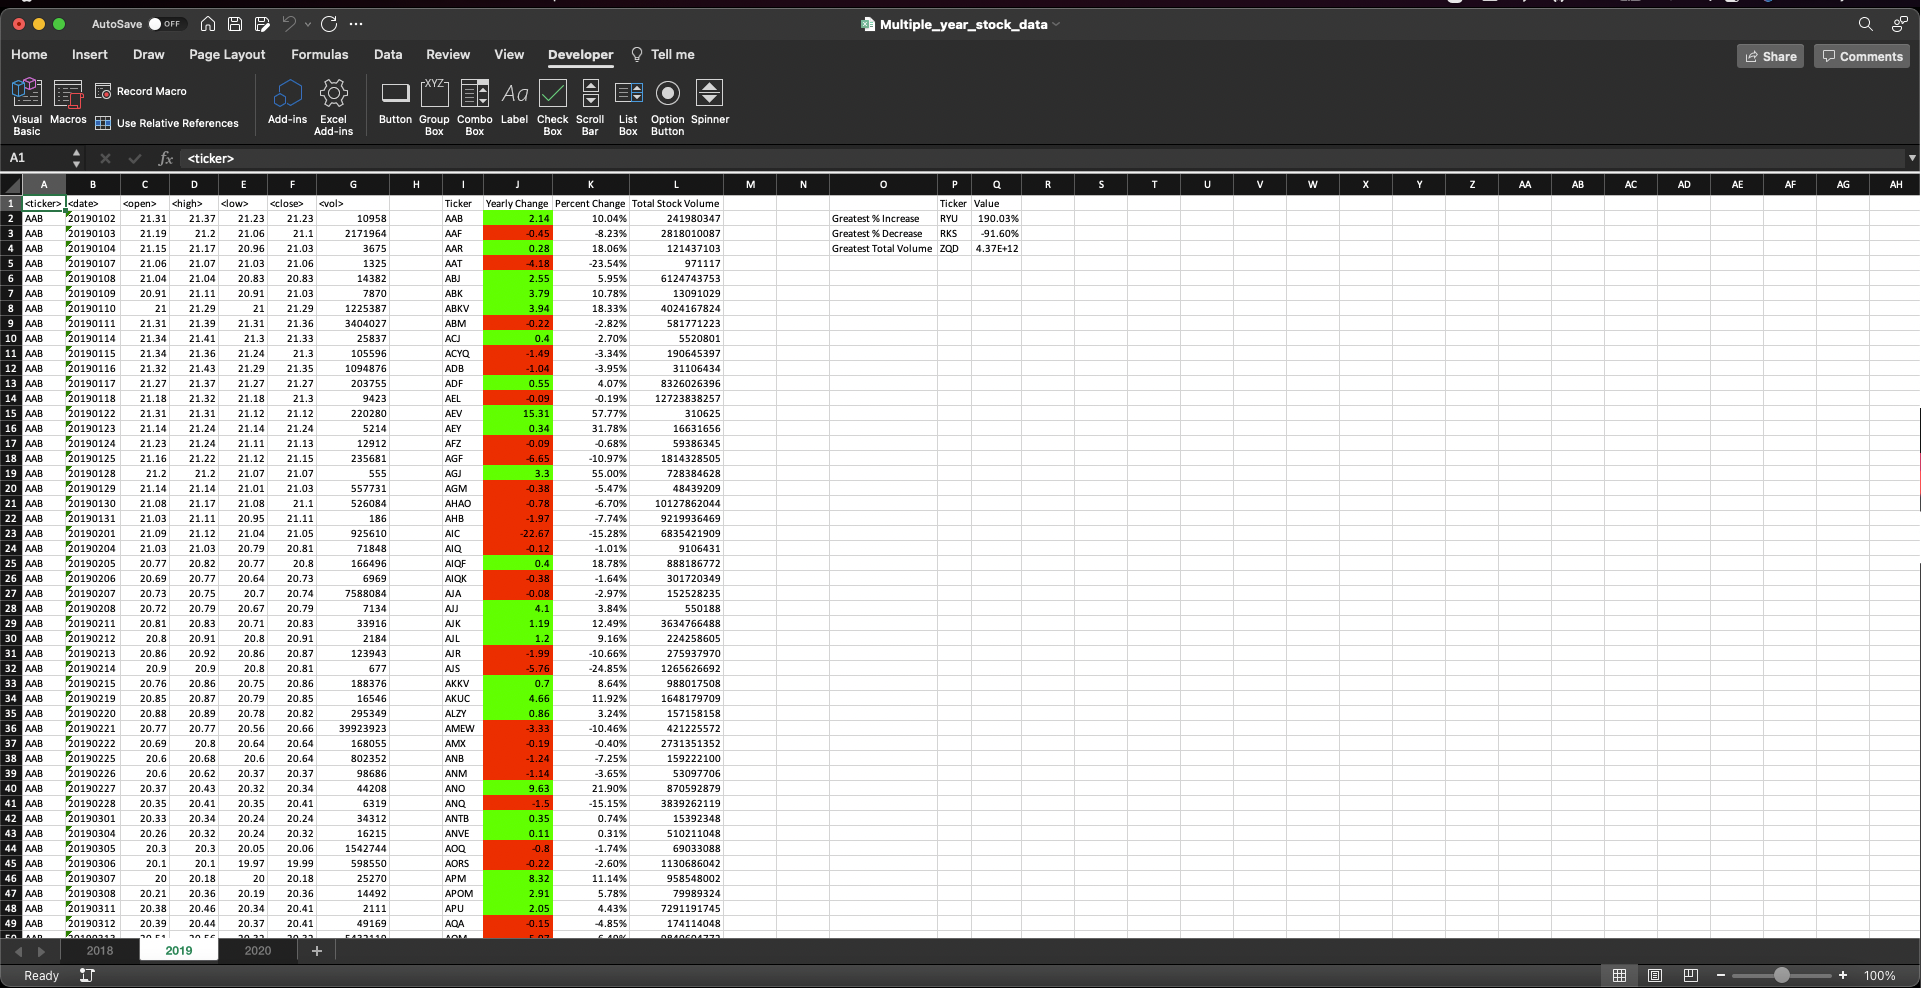 AutoSave OFF Multiple_year_stock_data
Home Insert Draw Page Layout Formulas Data Review View Developer Tell me Share Comments
Visual Basic Macros Record Macro Use Relative References Add-ins Excel Add-ins Button Group Box Combo Box Label Check Box Scroll Bar List Box Option Button Spinner
XYZ Aa
A1 fx <ticker>
A B C D E F G H I J K L M N O P Q R S T U V W X Y Z AA AB AC AD AE AF AG AH
1 <ticker> <date> <open> <high> <low> <close> <vol> Ticker Yearly Change Percent Change Total Stock Volume Ticker Value
2 AAB 20190102 21.31 21.37 21.23 21.23 10958 AAB 2.14 10.04% 241980347 Greatest % Increase RYU 190.03%
3 AAB 20190103 21.19 21.2 21.06 21.1 2171964 AAF -0.45 -8.23% 2818010087 Greatest % Decrease RKS -91.60%
4 AAB 20190104 21.15 21.17 20.96 21.03 3675 AAR 0.28 18.06% 121437103 Greatest Total Volume ZQD 4.37E+12
5 AAB 20190107 21.06 21.07 21.03 21.06 1325 AAT -4.18 -23.54% 971117
6 AAB 20190108 21.04 21.04 20.83 20.83 14382 ABJ 2.55 5.95% 6124743753
7 AAB 20190109 20.91 21.11 20.91 21.03 7870 ABK 3.79 10.78% 13091029
8 AAB 20190110 21 21.29 21 21.29 1225387 ABKV 3.94 18.33% 4024167824
9 AAB 20190111 21.31 21.39 21.31 21.36 3404027 ABM -0.22 -2.82% 581771223
10 AAB 20190114 21.34 21.41 21.3 21.33 25837 ACJ 0.4 2.70% 5520801
11 AAB 20190115 21.34 21.36 21.24 21.3 105596 ACYQ -1.49 -3.34% 190645397
12 AAB 20190116 21.32 21.43 21.29 21.35 1094876 ADB -1.04 -3.95% 31106434
13 AAB 20190117 21.27 21.37 21.27 21.27 203755 ADF 0.55 4.07% 8326026396
14 AAB 20190118 21.18 21.32 21.18 21.3 9423 AEL -0.09 -0.19% 12723838257
15 AAB 20190122 21.31 21.31 21.12 21.12 220280 AEV 15.31 57.77% 310625
16 AAB 20190123 21.14 21.24 21.14 21.24 5214 AEY 0.34 31.78% 16631656
17 AAB 20190124 21.23 21.24 21.11 21.13 12912 AFZ -0.09 -0.68% 59386345
18 AAB 20190125 21.16 21.22 21.12 21.15 235681 AGF -6.65 -10.97% 1814328505
19 AAB 20190128 21.2 21.2 21.07 21.07 555 AGJ 3.3 55.00% 728384628
20 AAB 20190129 21.14 21.14 21.01 21.03 557731 AGM -0.38 -5.47% 48439209
21 AAB 20190130 21.08 21.17 21.08 21.1 526084 AHAO -0.78 -6.70% 10127862044
22 AAB 20190131 21.03 21.11 20.95 21.11 186 AHB -1.97 -7.74% 9219936469
23 AAB 20190201 21.09 21.12 21.04 21.05 925610 AIC -22.67 -15.28% 6835421909
24 AAB 20190204 21.03 21.03 20.79 20.81 71848 AIQ -0.12 -1.01% 9106431
25 AAB 20190205 20.77 20.82 20.77 20.8 166496 AIQF 0.4 18.78% 888186772
26 AAB 20190206 20.69 20.77 20.64 20.73 6969 AIQK -0.38 -1.64% 301720349
27 AAB 20190207 20.73 20.75 20.7 20.74 7588084 AJA -0.08 -2.97% 152528235
28 AAB 20190208 20.72 20.79 20.67 20.79 7134 AJJ 4.1 3.84% 550188
29 AAB 20190211 20.81 20.83 20.71 20.83 33916 AJK 1.19 12.49% 3634766488
30 AAB 20190212 20.8 20.91 20.8 20.91 2184 AJL 1.2 9.16% 224258605
31 AAB 20190213 20.86 20.92 20.86 20.87 123943 AJR -1.99 -10.66% 275937970
32 AAB 20190214 20.9 20.9 20.8 20.81 677 AJS -5.76 -24.85% 1265626692
33 AAB 20190215 20.76 20.86 20.75 20.86 188376 AKKV 0.7 8.64% 988017508
34 AAB 20190219 20.85 20.87 20.79 20.85 16546 AKUC 4.66 11.92% 1648179709
35 AAB 20190220 20.88 20.89 20.78 20.82 295349 ALZY 0.86 3.24% 157158158
36 AAB 20190221 20.77 20.77 20.56 20.66 39923923 AMEW -3.33 -10.46% 421225572
37 AAB 20190222 20.69 20.8 20.64 20.64 168055 AMX -0.19 -0.40% 2731351352
38 AAB 20190225 20.6 20.68 20.6 20.64 802352 ANB -1.24 -7.25% 159222100
39 AAB 20190226 20.6 20.62 20.37 20.37 98686 ANM -1.14 -3.65% 53097706
40 AAB 20190227 20.37 20.43 20.32 20.34 44208 ANO 9.63 21.90% 870592879
41 AAB 20190228 20.35 20.41 20.35 20.41 6319 ANQ -1.5 -15.15% 3839262119
42 AAB 20190301 20.33 20.34 20.24 20.24 34312 ANTB 0.35 0.74% 15392348
43 AAB 20190304 20.26 20.32 20.24 20.32 16215 ANVE 0.11 0.31% 510211048
44 AAB 20190305 20.3 20.3 20.05 20.06 1542744 AOQ -0.8 -1.74% 69033088
45 AAB 20190306 20.1 20.1 19.97 19.99 598550 AORS -0.22 -2.60% 1130686042
46 AAB 20190307 20 20.18 20 20.18 25270 APM 8.32 11.14% 958548002
47 AAB 20190308 20.21 20.36 20.19 20.36 14492 APOM 2.91 5.78% 79989324
48 AAB 20190311 20.38 20.46 20.34 20.41 2111 APU 2.05 4.43% 7291191745
49 AAB 20190312 20.39 20.44 20.37 20.41 49169 AQA -0.15 -4.85% 174114048
2018 2019 2020 +
Ready 100%